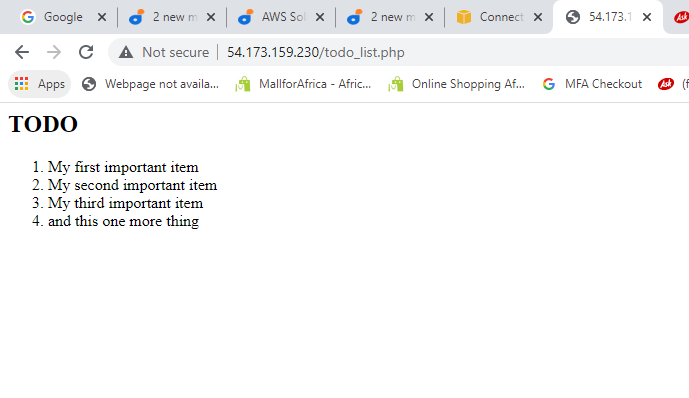 Google
2 new m
AWS Sol
2 new m
Connect
54.173.1
Not secure 54.173.159.230/todo_list.php
Apps
Webpage not availa...
MallforAfrica - Afric...
Online Shopping Af...
MFA Checkout
Ask
(f
TODO
1. My first important item
2. My second important item
3. My third important item
4. and this one more thing